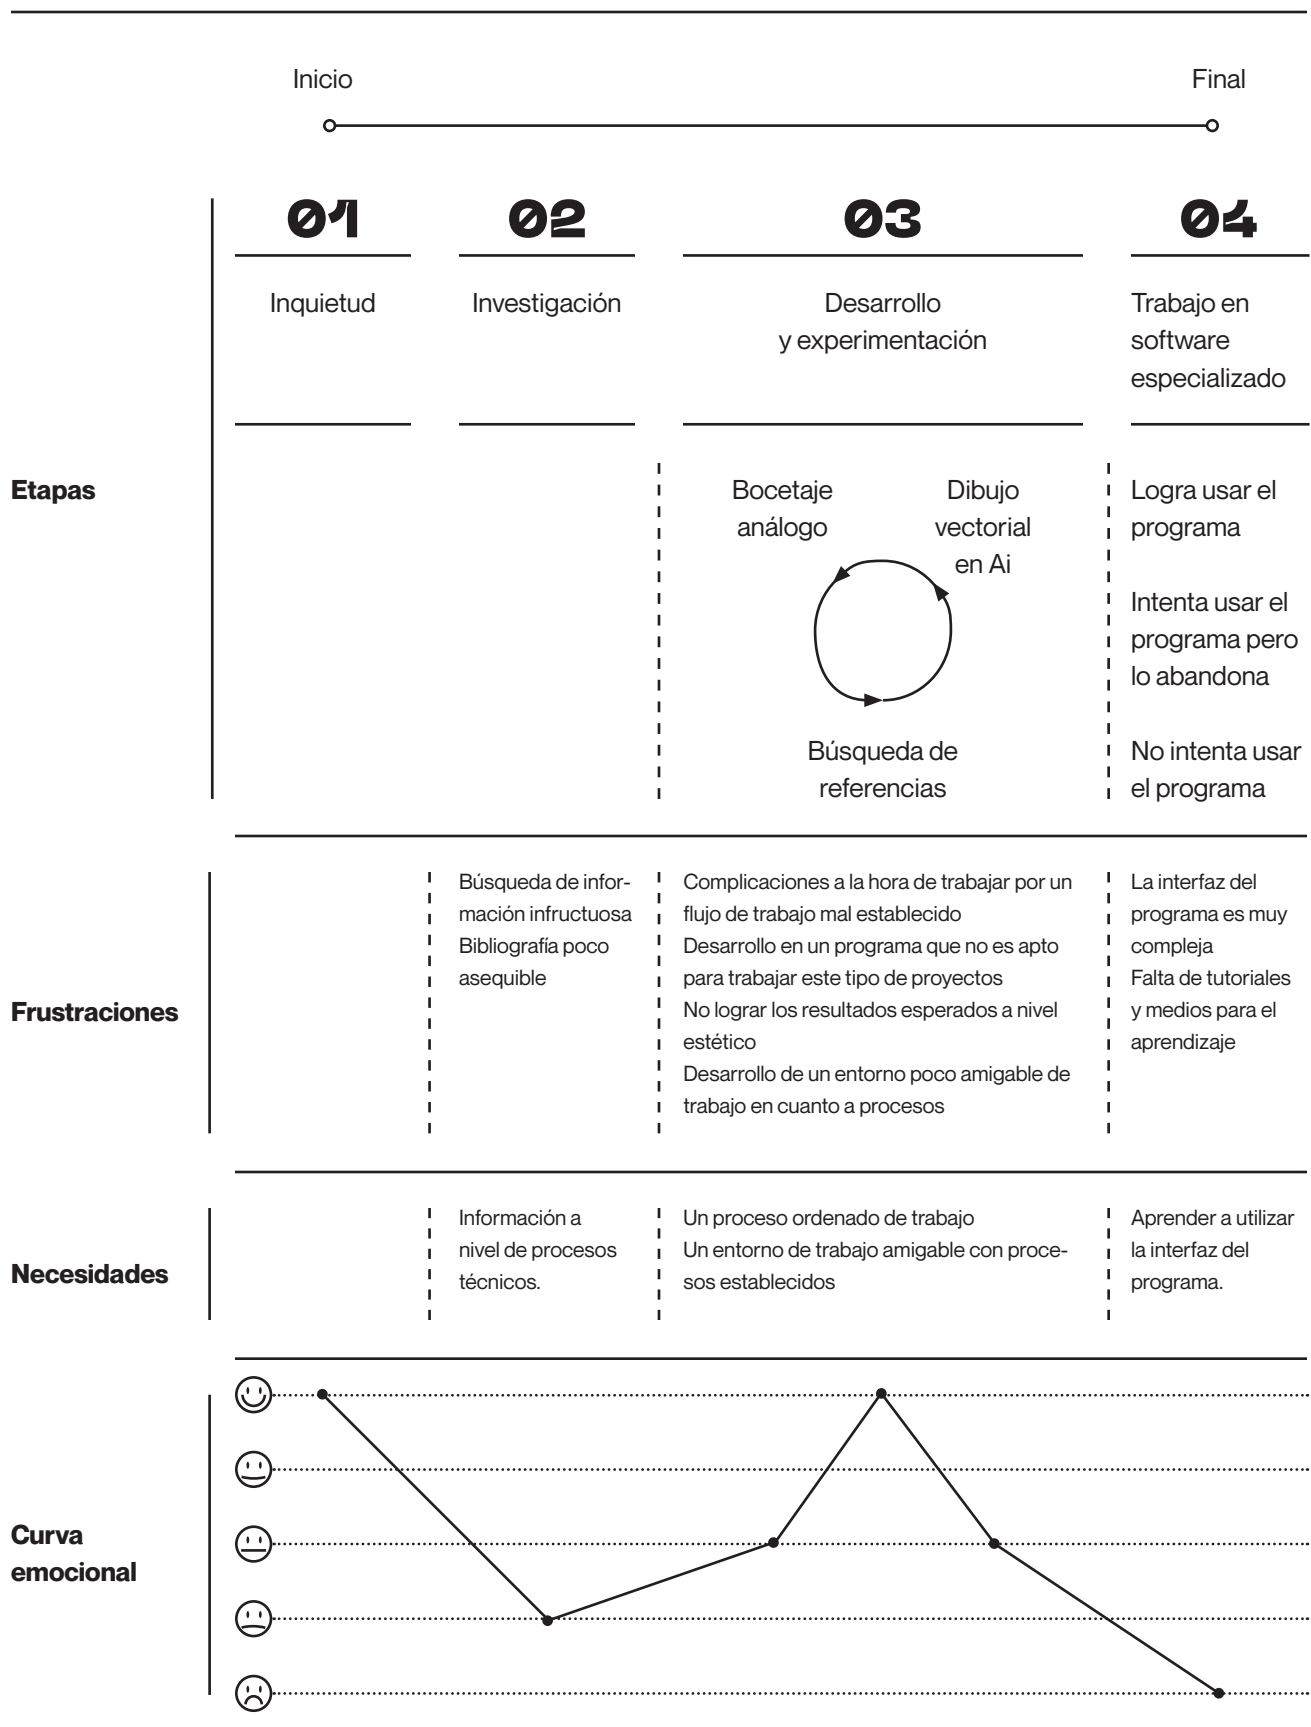 Inicio
Final
01
02
03
04
Inquietud
Investigación
Desarrollo
y experimentación
Trabajo en
software
especializado
Etapas
Bocetaje
análogo
Dibujo
vectorial
en Ai
Búsqueda de
referencias
Logra usar el
programa
Intenta usar el
programa pero
lo abandona
No intenta usar
el programa
Frustraciones
Búsqueda de infor-
mación infructuosa
Bibliografía poco
asequible
Complicaciones a la hora de trabajar por un
flujo de trabajo mal establecido
Desarrollo en un programa que no es apto
para trabajar este tipo de proyectos
No lograr los resultados esperados a nivel
estético
Desarrollo de un entorno poco amigable de
trabajo en cuanto a procesos
La interfaz del
programa es muy
compleja
Falta de tutoriales
y medios para el
aprendizaje
Necesidades
Información a
nivel de procesos
técnicos.
Un proceso ordenado de trabajo
Un entorno de trabajo amigable con proce-
sos establecidos
Aprender a utilizar
la interfaz del
programa.
Curva
emocional